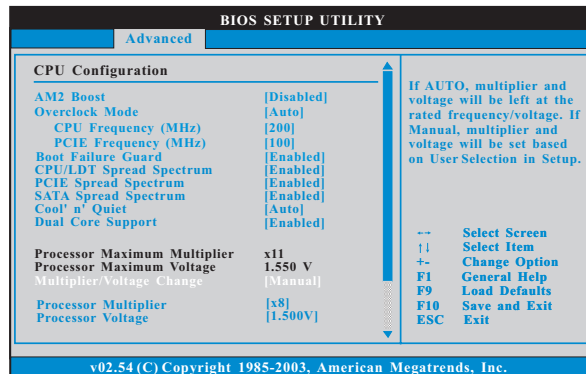 BIOS SETUP UTILITY
Advanced
CPU Configuration
AM2 Boost [Disabled]
Overclock Mode [Auto]
CPU Frequency (MHz) [200]
PCIE Frequency (MHz) [100]
Boot Failure Guard [Enabled]
CPU/LDT Spread Spectrum [Enabled]
PCIE Spread Spectrum [Enabled]
SATA Spread Spectrum [Enabled]
Cool' n' Quiet [Auto]
Dual Core Support [Enabled]
Processor Maximum Multiplier x11
Processor Maximum Voltage 1.550 V
Multiplier/Voltage Change [Manual]
Processor Multiplier [x8]
Processor Voltage [1.500V]
If AUTO, multiplier and
voltage will be left at the
rated frequency/voltage. If
Manual, multiplier and
voltage will be set based
on User Selection in Setup.
↔ Select Screen
↑↓ Select Item
+- Change Option
F1 General Help
F9 Load Defaults
F10 Save and Exit
ESC Exit
v02.54 (C) Copyright 1985-2003, American Megatrends, Inc.